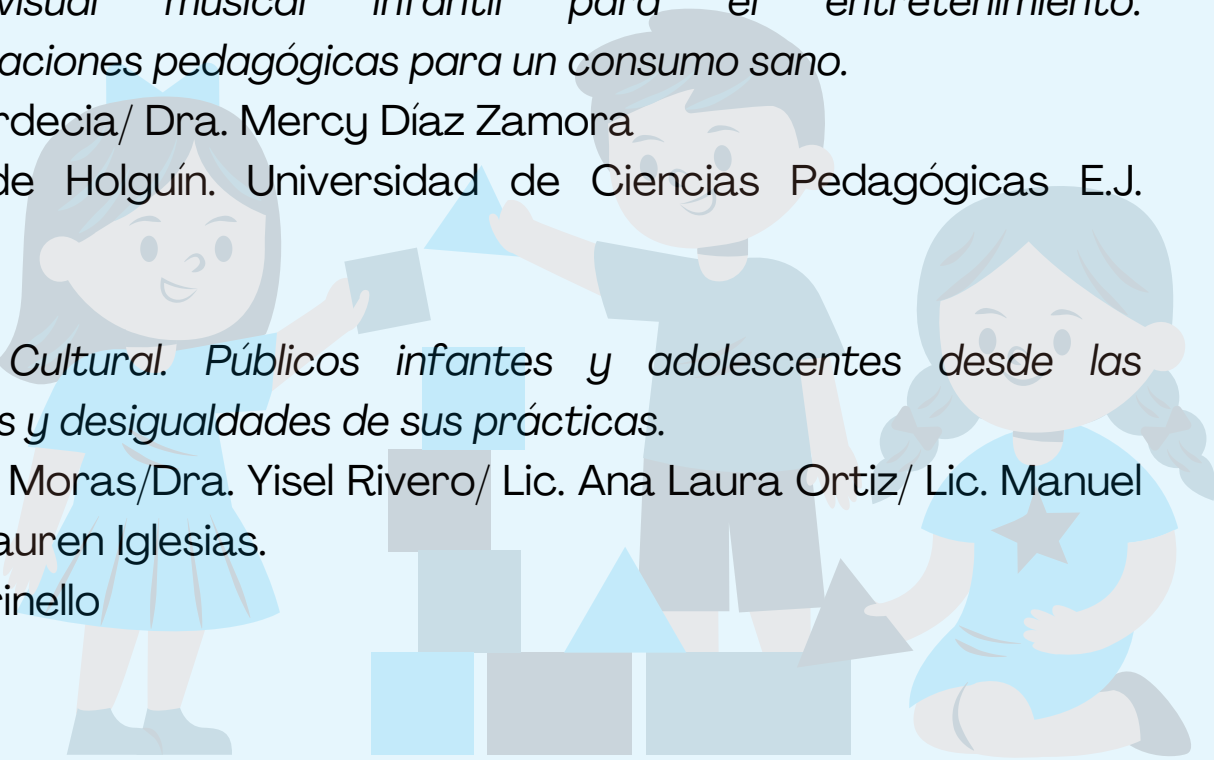 visual musical infantil para el entretenimiento.
aciones pedagógicas para un consumo sano.
rdecia/ Dra. Mercy Díaz Zamora
de Holguín. Universidad de Ciencias Pedagógicas E.J.
Cultural. Públicos infantes y adolescentes desde las
s y desigualdades de sus prácticas.
Moras/Dra. Yisel Rivero/ Lic. Ana Laura Ortiz/ Lic. Manuel
auren Iglesias.
rinello